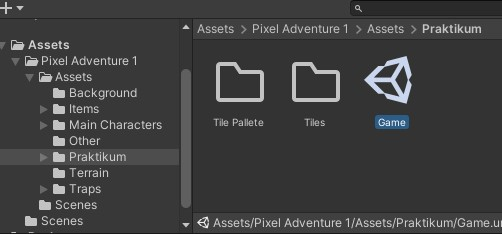 Assets > Pixel Adventure 1 > Assets > Praktikum
Assets
Pixel Adventure 1
Assets
Background
Items
Main Characters
Other
Praktikum
Terrain
Traps
Scenes
Scenes
Tile Pallete
Tiles
Game
Assets/Pixel Adventure 1/Assets/Praktikum/Game.u